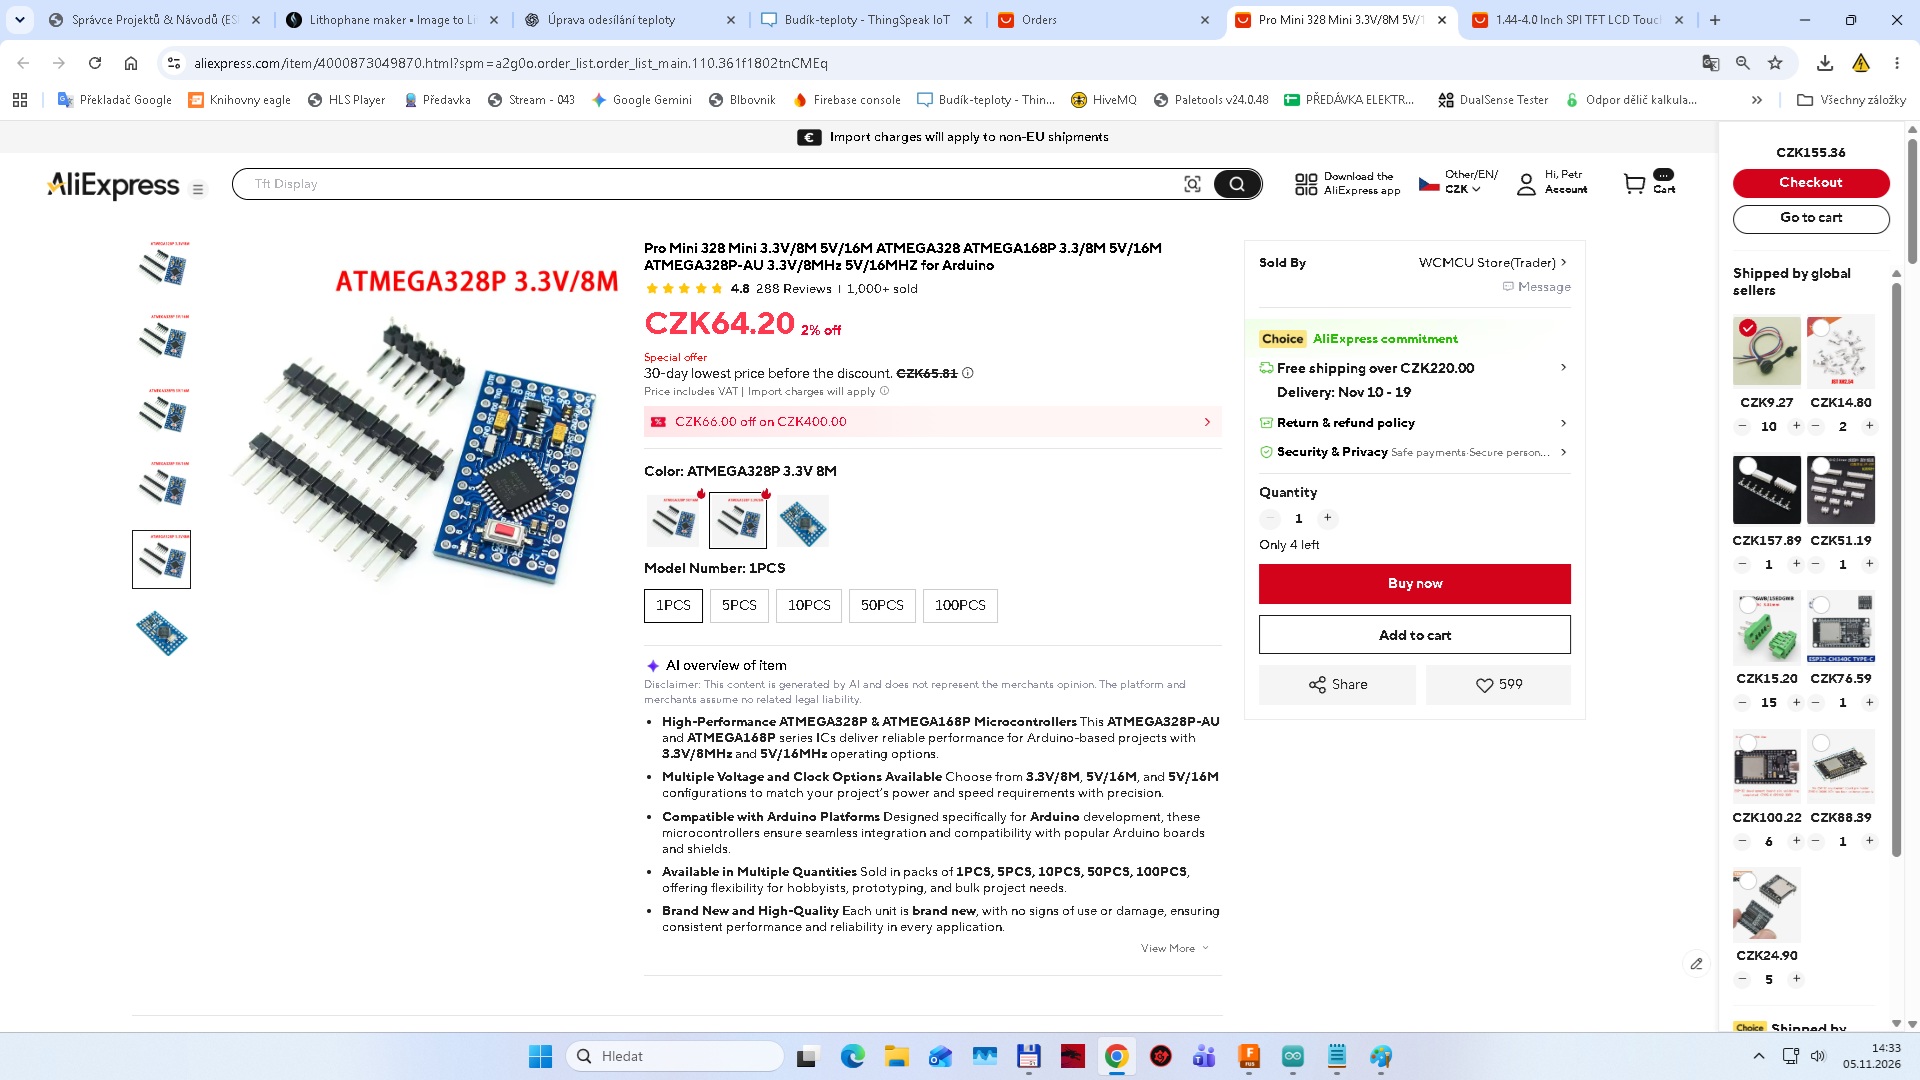 Správce Projektů & Návodů (ES
Lithophane maker • Image to Li
Úprava odesílání teploty
Budík-teploty - ThingSpeak IoT
Orders
Pro Mini 328 Mini 3.3V/8M 5V/1
1.44-4.0 Inch SPI TFT LCD Touc
aliexpress.com/item/4000873049870.html?spm=a2g0o.order_list.order_list_main.110.361f1802tnCMEq
Překladač Google
Knihovny eagle
HLS Player
Předavka
Stream - 043
Google Gemini
Blbovnik
Firebase console
Budík-teploty - Thin...
HiveMQ
Paletools v24.0.48
PŘEDÁVKA ELEKTR...
DualSense Tester
Odpor dělič kalkula...
Všechny záložky
Import charges will apply to non-EU shipments
AliExpress
Tft Display
Download the
AliExpress app
Other/EN/
CZK
Hi, Petr
Account
Cart
ATMEGA328P 3.3V/8M
Pro Mini 328 Mini 3.3V/8M 5V/16M ATMEGA328 ATMEGA168P 3.3/8M 5V/16M
ATMEGA328P-AU 3.3V/8MHz 5V/16MHZ for Arduino
4.8 288 Reviews | 1,000+ sold
CZK64.20 2% off
Special offer
30-day lowest price before the discount. CZK65.81
Price includes VAT | Import charges will apply
CZK66.00 off on CZK400.00
Color: ATMEGA328P 3.3V 8M
Model Number: 1PCS
1PCS
5PCS
10PCS
50PCS
100PCS
AI overview of item
Disclaimer: This content is generated by AI and does not represent the merchants opinion. The platform and
merchants assume no related legal liability.
• High-Performance ATMEGA328P & ATMEGA168P Microcontrollers This ATMEGA328P-AU
and ATMEGA168P series ICs deliver reliable performance for Arduino-based projects with
3.3V/8MHz and 5V/16MHz operating options.
• Multiple Voltage and Clock Options Available Choose from 3.3V/8M, 5V/16M, and 5V/16M
configurations to match your project's power and speed requirements with precision.
• Compatible with Arduino Platforms Designed specifically for Arduino development, these
microcontrollers ensure seamless integration and compatibility with popular Arduino boards
and shields.
• Available in Multiple Quantities Sold in packs of 1PCS, 5PCS, 10PCS, 50PCS, 100PCS,
offering flexibility for hobbyists, prototyping, and bulk project needs.
• Brand New and High-Quality Each unit is brand new, with no signs of use or damage, ensuring
consistent performance and reliability in every application.
View More
Sold By
WCMCU Store(Trader)
Message
Choice AliExpress commitment
Free shipping over CZK220.00
Delivery: Nov 10 - 19
Return & refund policy
Security & Privacy Safe payments·Secure person...
Quantity
− 1 +
Only 4 left
Buy now
Add to cart
Share
599
CZK155.36
Checkout
Go to cart
Shipped by global
sellers
CZK9.27 CZK14.80
− 10 + − 2 +
CZK157.89 CZK51.19
− 1 + − 1 +
CZK15.20 CZK76.59
− 15 + − 1 +
CZK100.22 CZK88.39
− 6 + − 1 +
CZK24.90
− 5 +
Choice Shipped by
Hledat
14:33
05.11.2026